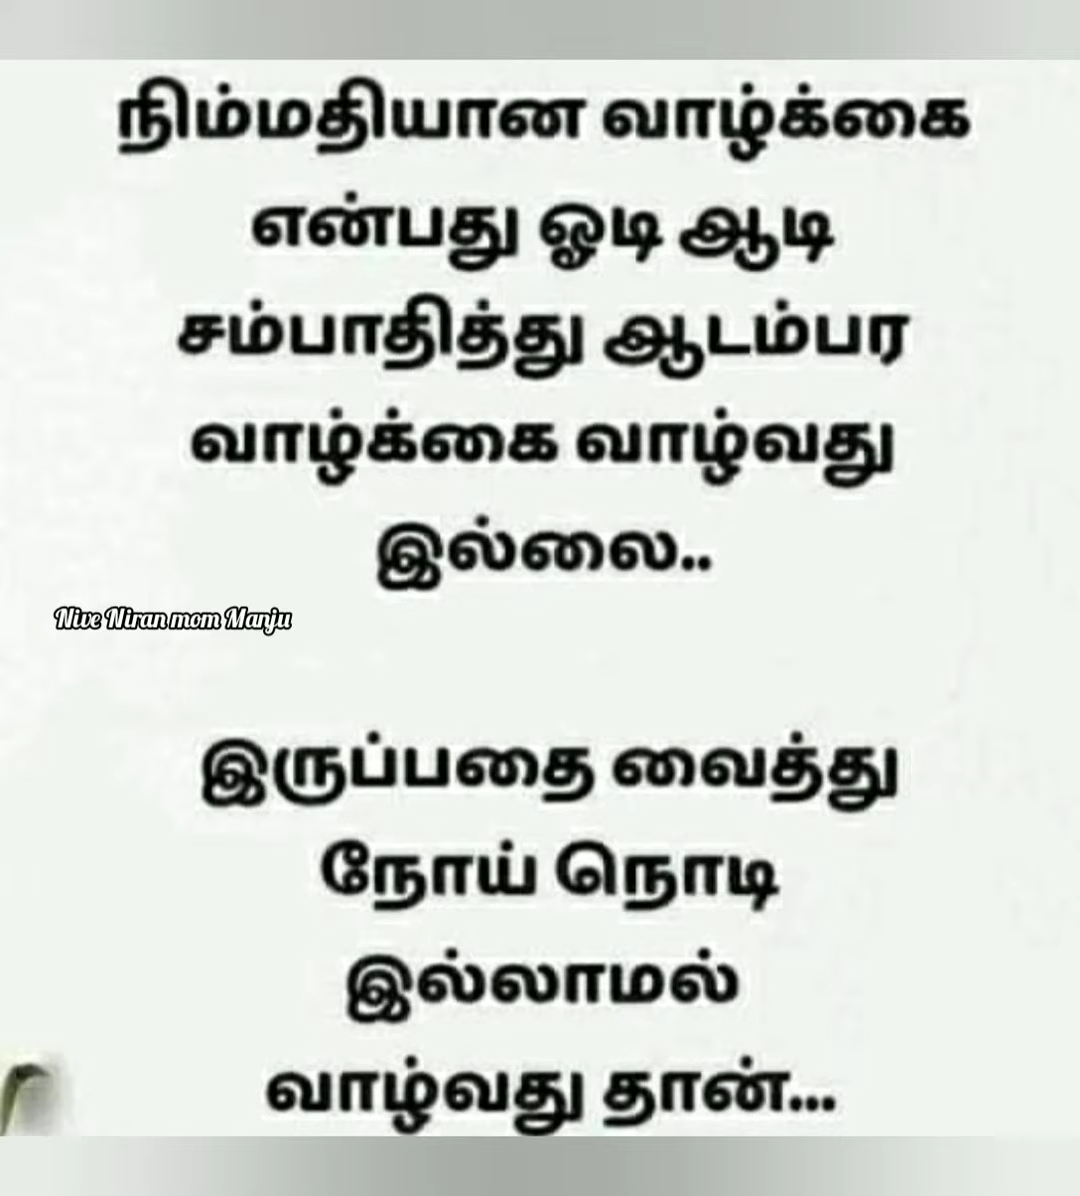 நிம்மதியான வாழ்க்கை
என்பது ஓடி ஆடி
சம்பாதித்து ஆடம்பர
வாழ்க்கை வாழ்வது
இல்லை..
Nive Niran mom Manju
இருப்பதை வைத்து
நோய் நொடி
இல்லாமல்
வாழ்வது தான்...